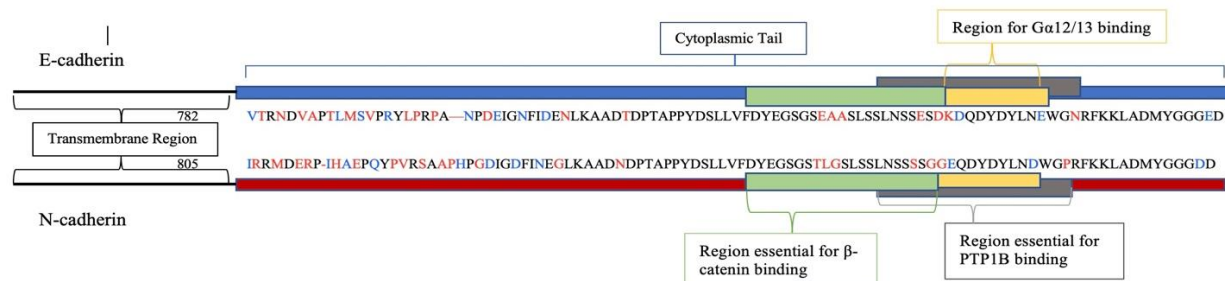 Region for Gα12/13 binding
Cytoplasmic Tail
E-cadherin
782
VTRNDVAPTLMSVPRYLPRPA—NPDEIGNFIDENLKAADTDPTAPPYDSLLVFDYEGSGSEAASLSSLNSSESDKDQDYDYLNEWGNRFKKLADMYGGGED
Transmembrane Region
805
IRRMDERP-IHAEPQYPVRSAAPHPGDIGDFINEGLKAADNDPTAPPYDSLLVFDYEGSGSTLGSLSSLNSSSSGGEQDYDYLNDWGPRFKKLADMYGGGDD
N-cadherin
Region essential for β-
catenin binding
Region essential for
PTP1B binding